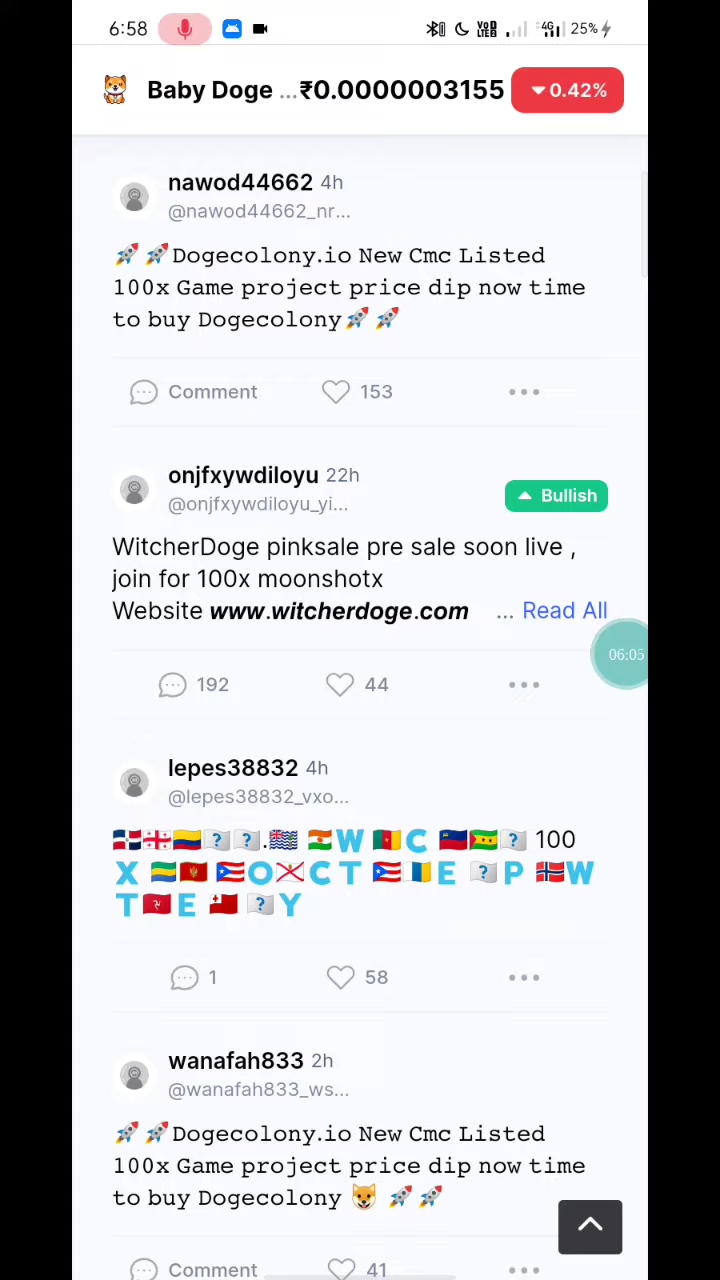 6:58 VoD LTED 4G 25%
Baby Doge ... ₹0.0000003155 0.42%
nawod44662 4h
@nawod44662_nr...
🚀 🚀Dogecolony.io New Cmc Listed
100x Game project price dip now time
to buy Dogecolony🚀 🚀
Comment 153 •••
onjfxywdiloyu 22h
Bullish
@onjfxywdiloyu_yi...
WitcherDoge pinksale pre sale soon live ,
join for 100x moonshotx
Website www.witcherdoge.com ... Read All
06:05
192 44 •••
lepes38832 4h
@lepes38832_vxo...
W C 100
X O C T E P W
T E Y
1 58 •••
wanafah833 2h
@wanafah833_ws...
🚀 🚀Dogecolony.io New Cmc Listed
100x Game project price dip now time
to buy Dogecolony 🐶 🚀 🚀
Comment 41 •••